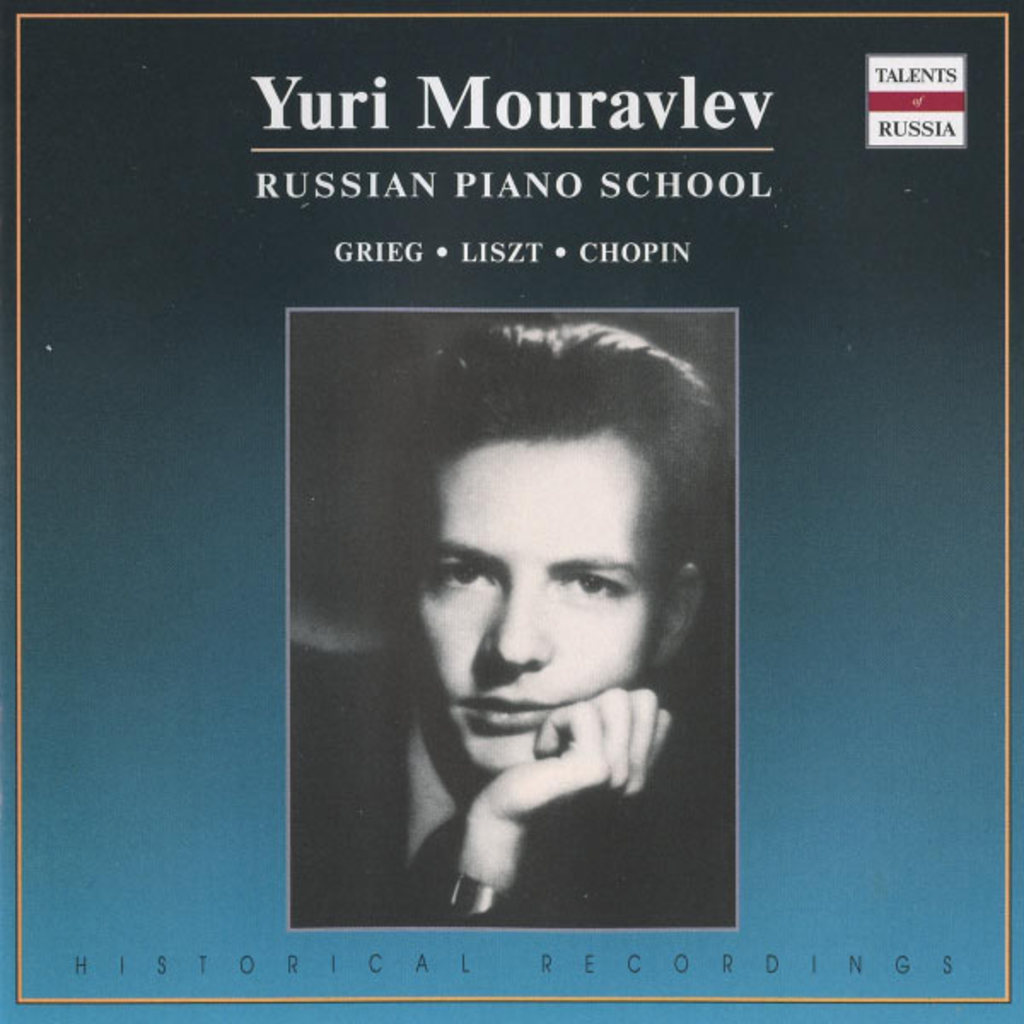 Yuri Mouravlev
TALENTS
of
RUSSIA
RUSSIAN PIANO SCHOOL
GRIEG • LISZT • CHOPIN
HISTORICAL RECORDINGS